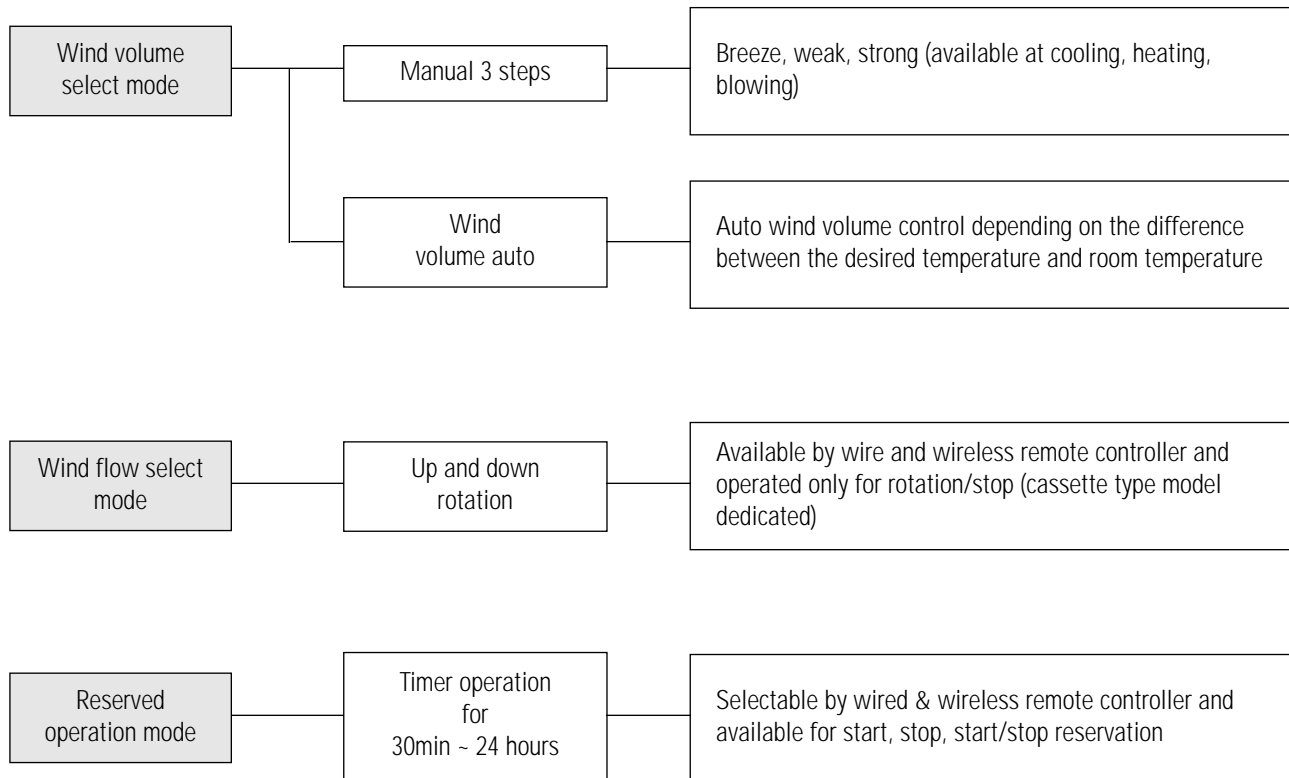 Wind volume
select mode
Manual 3 steps
Breeze, weak, strong (available at cooling, heating,
blowing)
Wind
volume auto
Auto wind volume control depending on the difference
between the desired temperature and room temperature
Wind flow select
mode
Up and down
rotation
Available by wire and wireless remote controller and
operated only for rotation/stop (cassette type model
dedicated)
Reserved
operation mode
Timer operation
for
30min ~ 24 hours
Selectable by wired & wireless remote controller and
available for start, stop, start/stop reservation